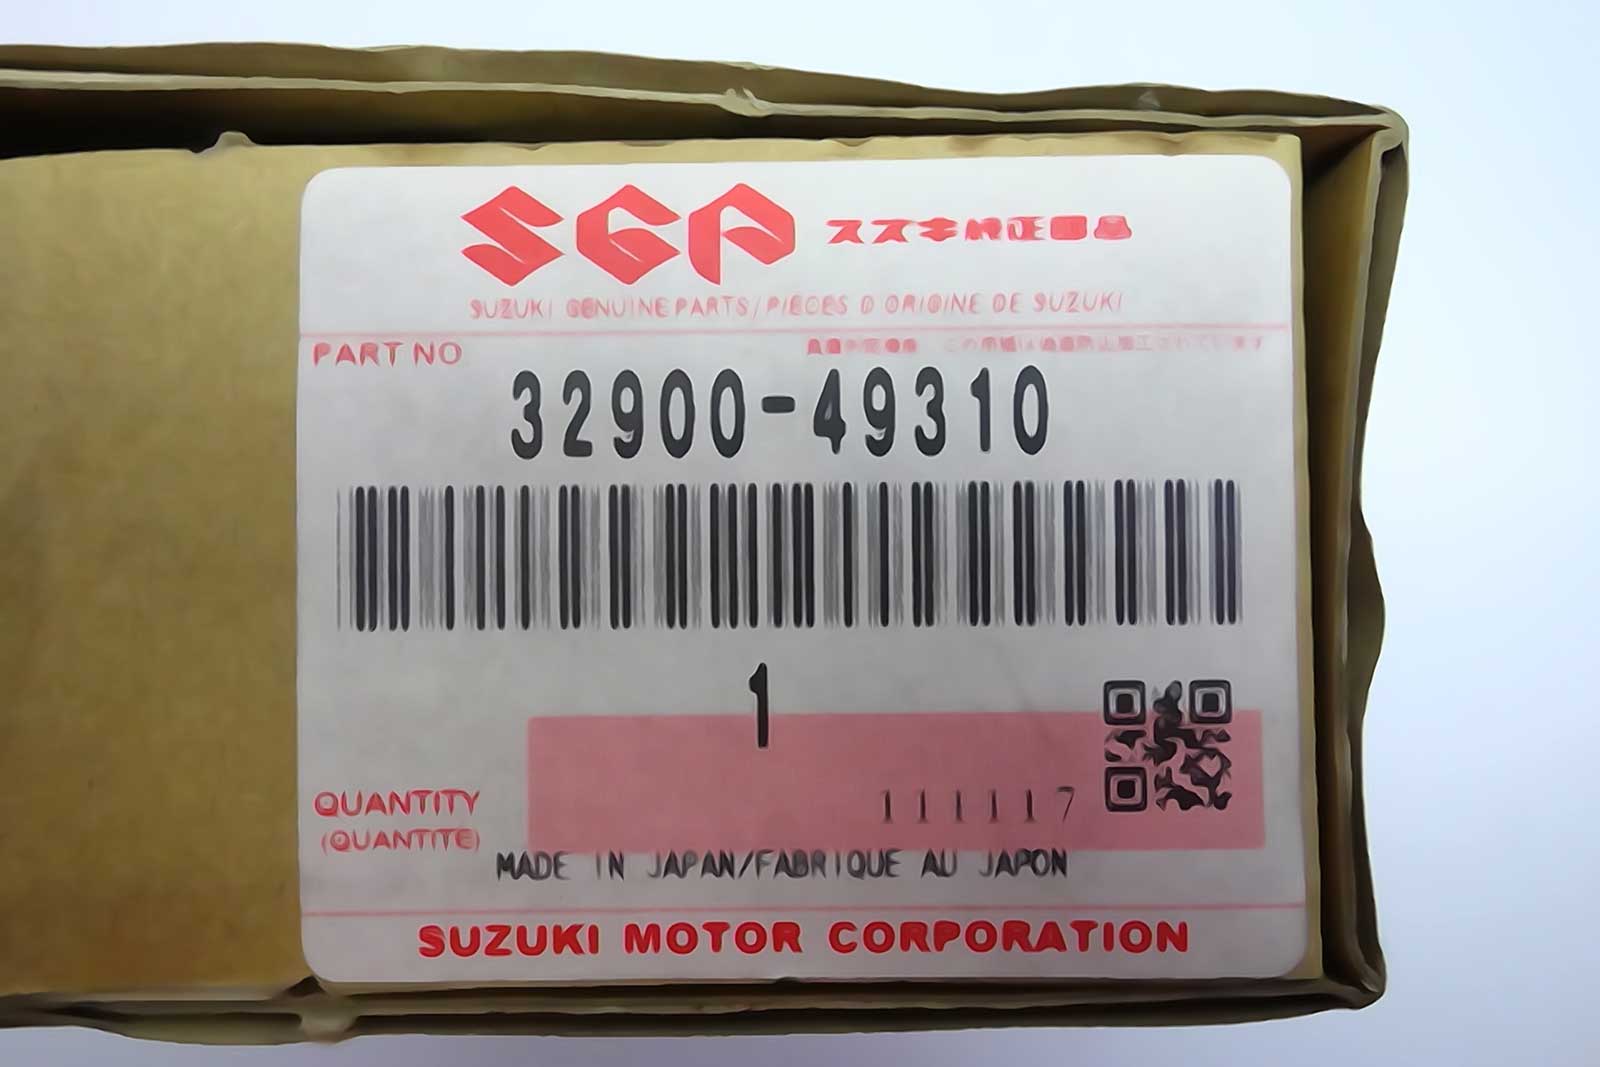 SGP スズキ純正部品
SUZUKI GENUINE PARTS/PIECES D ORIGINE DE SUZUKI
PART NO
32900-49310
1
111117
QUANTITY
(QUANTITE)
MADE IN JAPAN/FABRIQUE AU JAPON
SUZUKI MOTOR CORPORATION